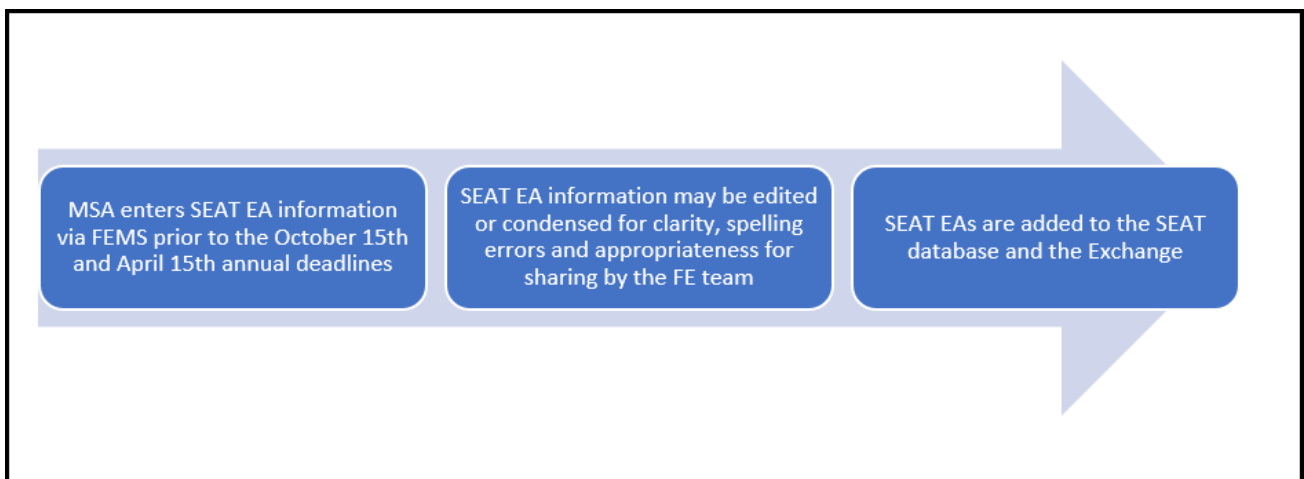 MSA enters SEAT EA information
via FEMS prior to the October 15th
and April 15th annual deadlines
SEAT EA information may be edited
or condensed for clarity, spelling
errors and appropriateness for
sharing by the FE team
SEAT EAs are added to the SEAT
database and the Exchange